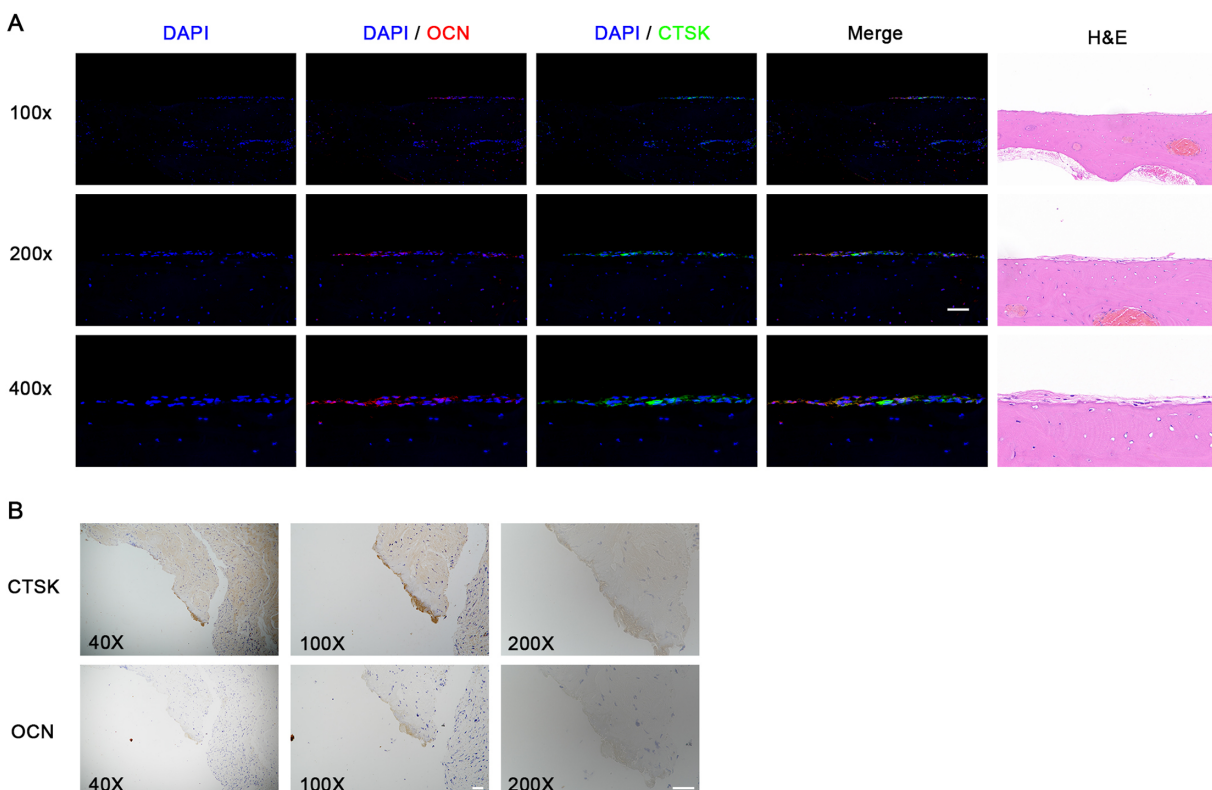 A
DAPI DAPI / OCN DAPI / CTSK Merge H&E
100x
200x
400x
B
CTSK 40X 100X 200X
OCN 40X 100X 200X